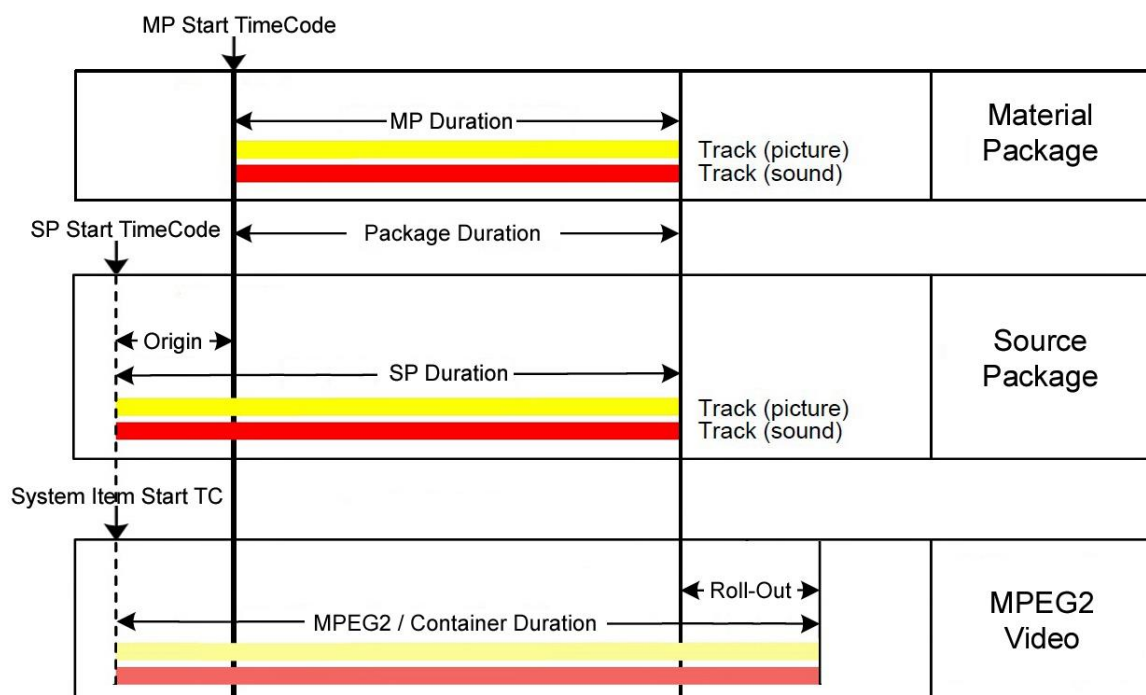 MP Start TimeCode
MP Duration
Track (picture)
Track (sound)
Material
Package
SP Start TimeCode
Package Duration
Origin
SP Duration
Track (picture)
Track (sound)
Source
Package
System Item Start TC
Roll-Out
MPEG2 / Container Duration
MPEG2
Video